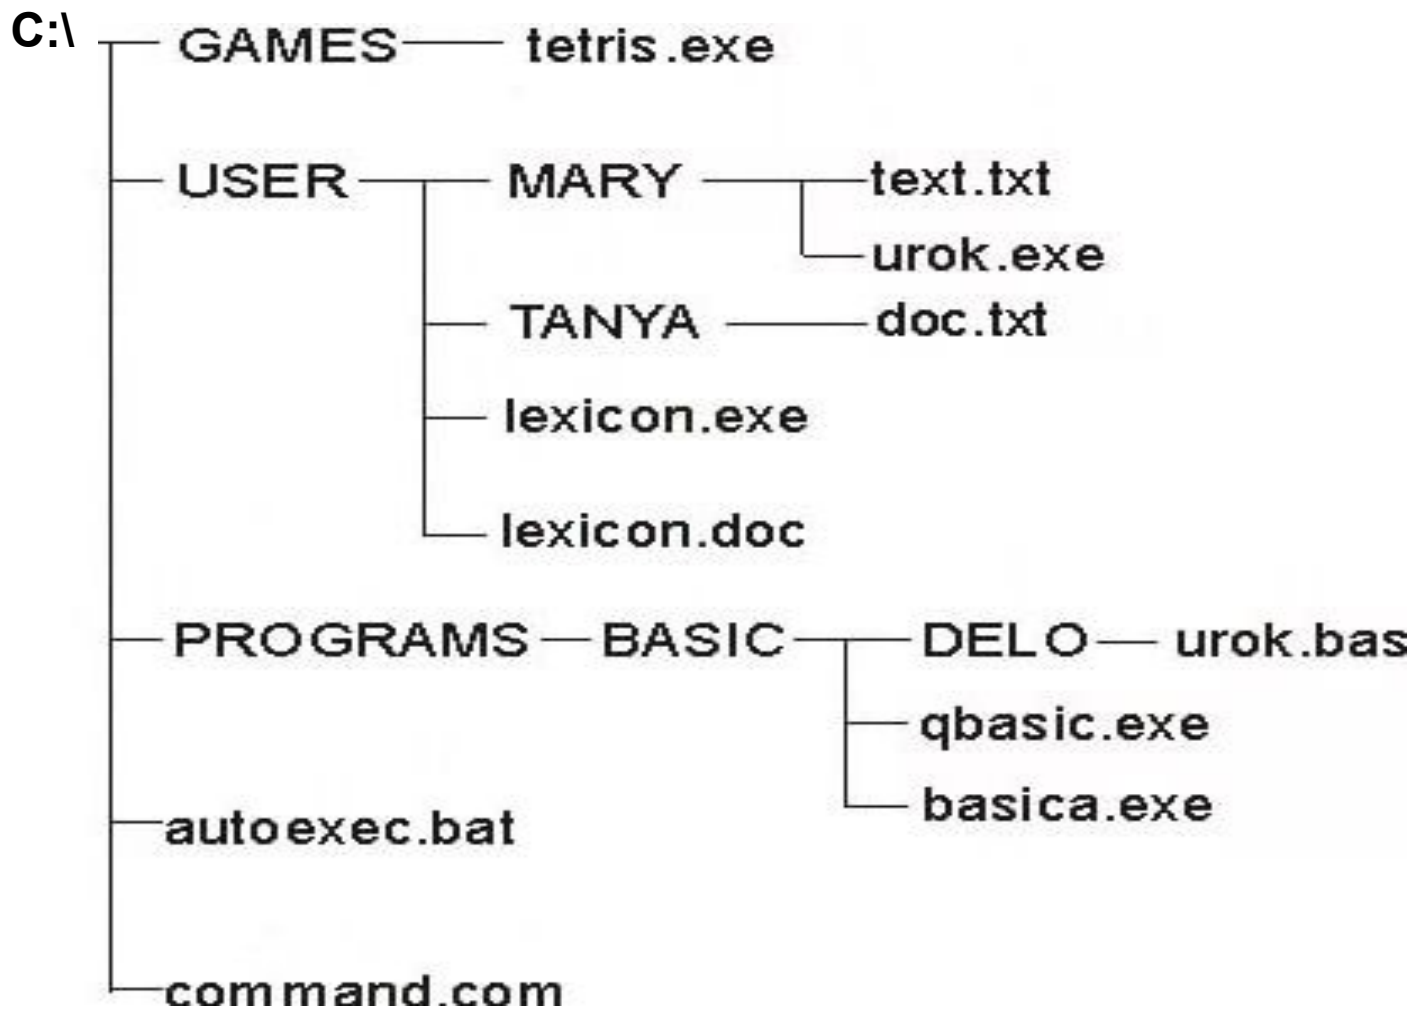 C:\ GAMES tetris.exe
USER MARY text.txt
urok.exe
TANYA doc.txt
lexicon.exe
lexicon.doc
PROGRAMS BASIC DELO urok.bas
qbasic.exe
basica.exe
autoexec.bat
command.com